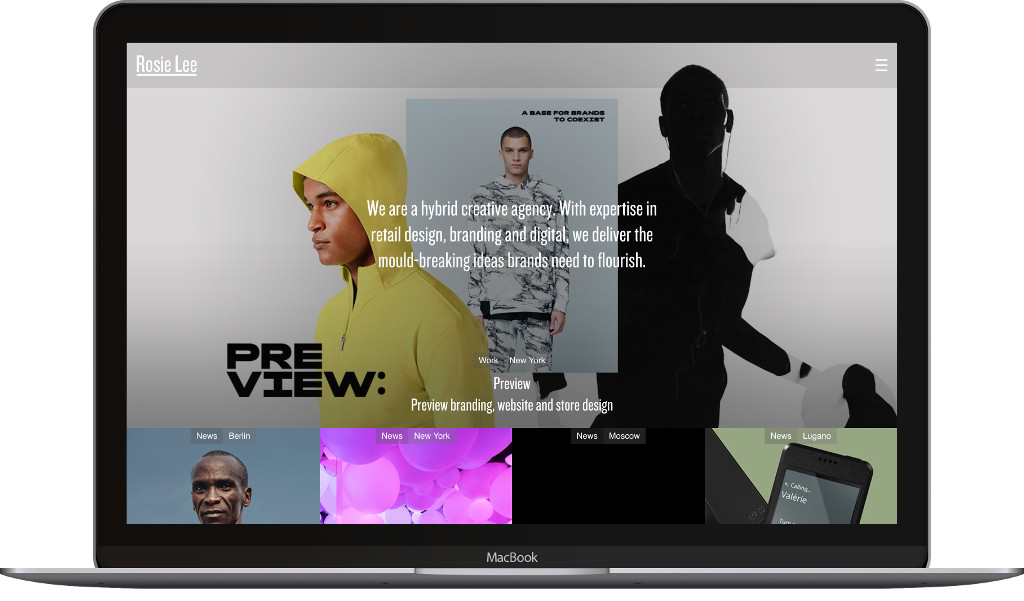 Rosie Lee
A BASE FOR BRANDS
TO COEXIST
We are a hybrid creative agency. With expertise in
retail design, branding and digital, we deliver the
mould-breaking ideas brands need to flourish.
PRE
VIEW:
Work New York
Preview
Preview branding, website and store design
News Berlin
News New York
News Moscow
News Lugano
Calling...
Valérie
MacBook